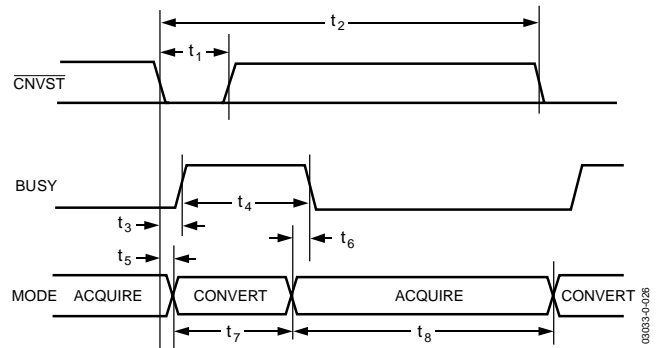 t2
t1
CNVST
BUSY
t4
t3
t6
t5
MODE ACQUIRE CONVERT ACQUIRE CONVERT
t7 t8
03033-0-026